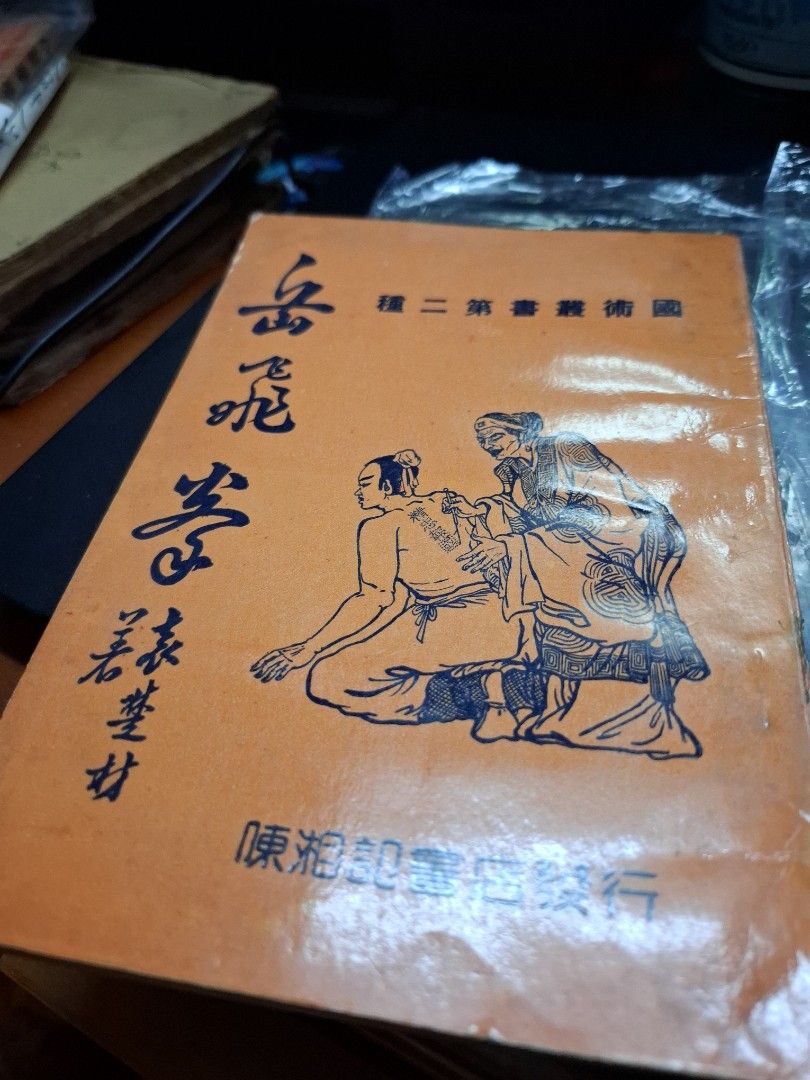 國術叢書第二種
岳飛拳
袁楚材著
陳湘記書店發行